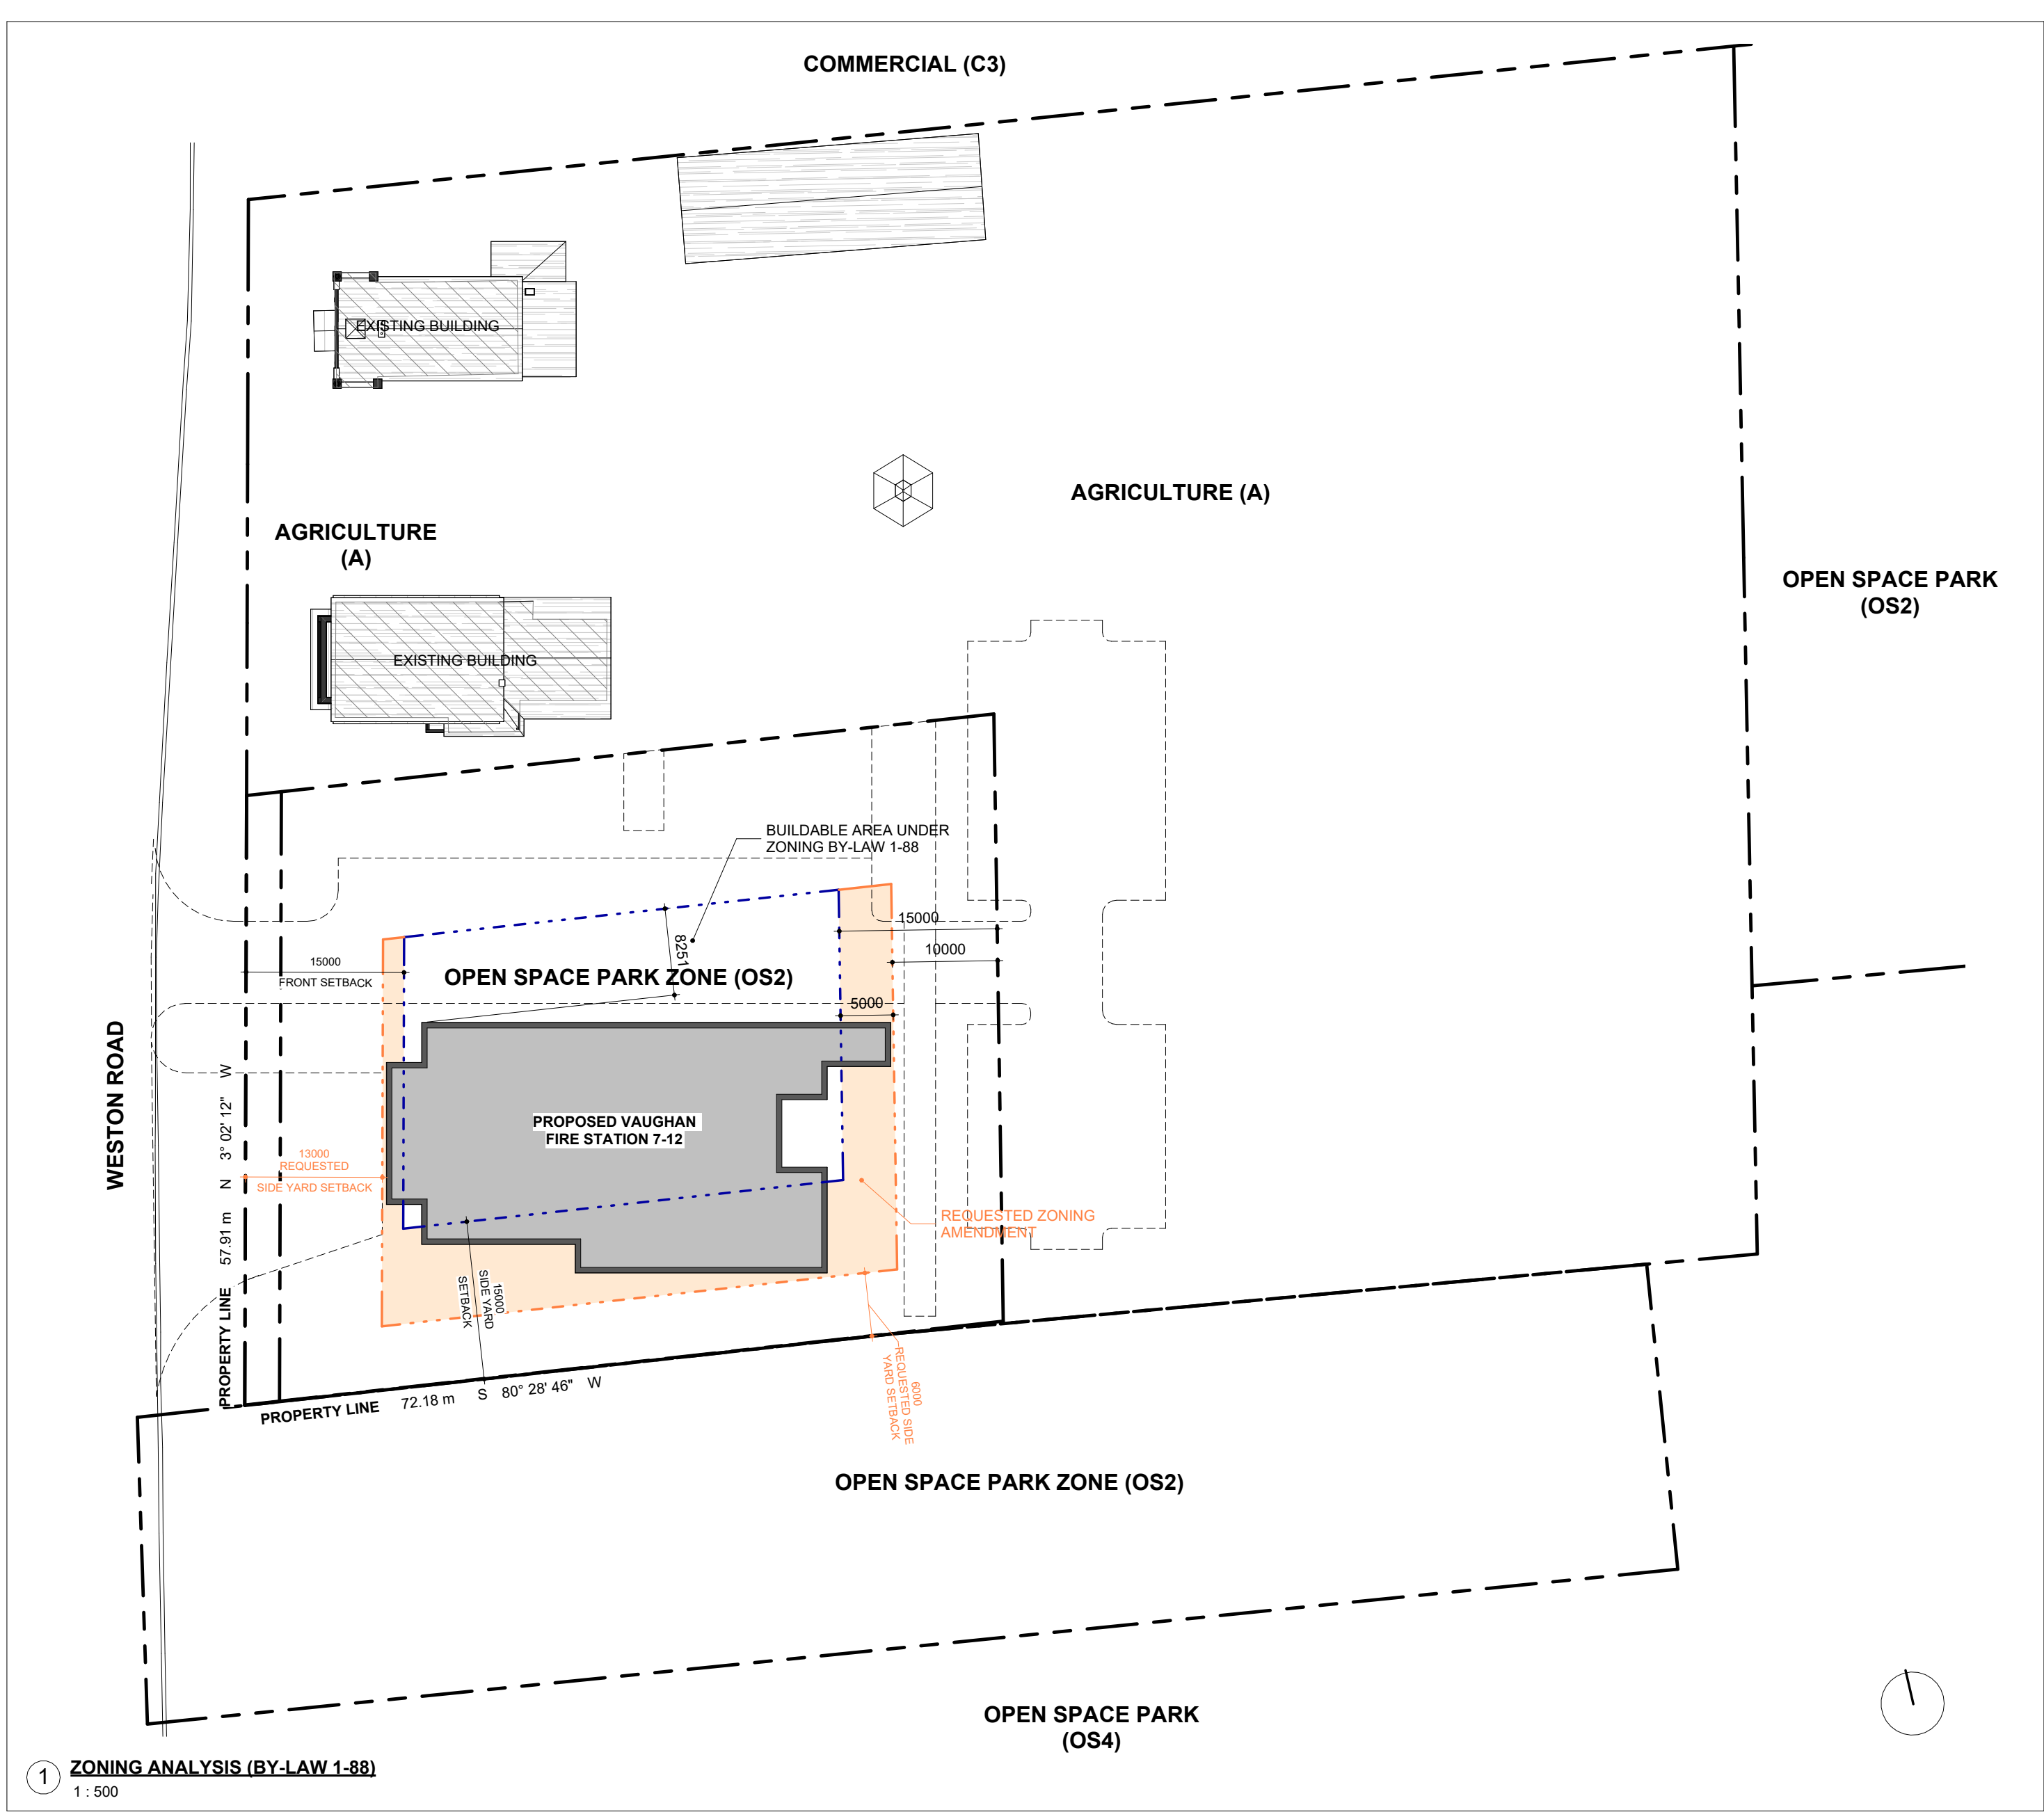 COMMERCIAL (C3)
EXISTING BUILDING
AGRICULTURE (A)
AGRICULTURE
(A)
OPEN SPACE PARK
(OS2)
EXISTING BUILDING
BUILDABLE AREA UNDER
ZONING BY-LAW 1-88
15000
FRONT SETBACK
8251
15000
10000
OPEN SPACE PARK ZONE (OS2)
5000
WESTON ROAD
PROPERTY LINE 57.91 m N 3° 02' 12" W
PROPOSED VAUGHAN
FIRE STATION 7-12
13000
REQUESTED
SIDE YARD SETBACK
REQUESTED ZONING
AMENDMENT
15000
SIDE YARD
SETBACK
6000
REQUESTED SIDE
YARD SETBACK
PROPERTY LINE 72.18 m S 80° 28' 46" W
OPEN SPACE PARK ZONE (OS2)
OPEN SPACE PARK
(OS4)
1 ZONING ANALYSIS (BY-LAW 1-88)
1 : 500